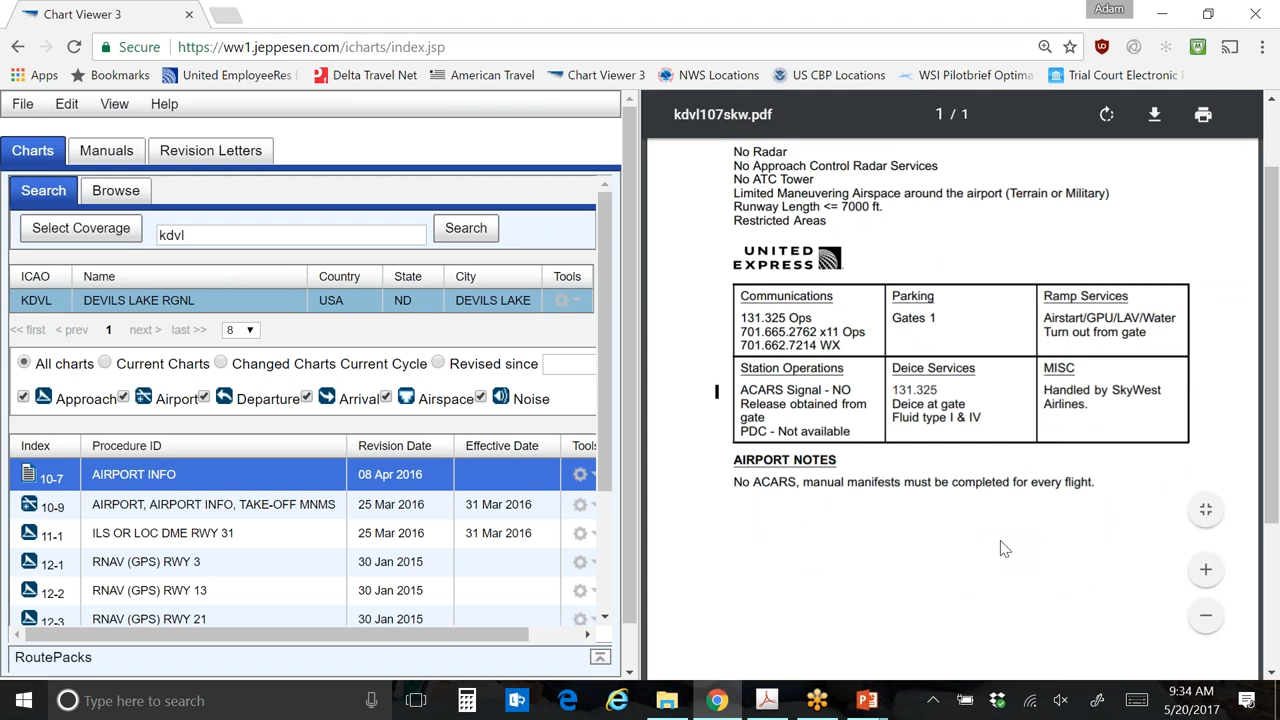 Chart Viewer 3
Adam
Secure
https://ww1.jeppesen.com/icharts/index.jsp
Apps
Bookmarks
United EmployeeRes
Delta Travel Net
American Travel
Chart Viewer 3
NWS Locations
US CBP Locations
WSI Pilotbrief Optima
Trial Court Electronic
File
Edit
View
Help
Charts
Manuals
Revision Letters
Search
Browse
Select Coverage
kdvl
Search
ICAO Name Country State City Tools
KDVL DEVILS LAKE RGNL USA ND DEVILS LAKE
<< first < prev 1 next > last >> 8
All charts Current Charts Changed Charts Current Cycle Revised since
Approach Airport Departure Arrival Airspace Noise
Index Procedure ID Revision Date Effective Date Tools
10-7 AIRPORT INFO 08 Apr 2016
10-9 AIRPORT, AIRPORT INFO, TAKE-OFF MNMS 25 Mar 2016 31 Mar 2016
11-1 ILS OR LOC DME RWY 31 25 Mar 2016 31 Mar 2016
12-1 RNAV (GPS) RWY 3 30 Jan 2015
12-2 RNAV (GPS) RWY 13 30 Jan 2015
12-3 RNAV (GPS) RWY 21 30 Jan 2015
RoutePacks
kdvl107skw.pdf
1 / 1
No Radar
No Approach Control Radar Services
No ATC Tower
Limited Maneuvering Airspace around the airport (Terrain or Military)
Runway Length <= 7000 ft.
Restricted Areas
UNITED
EXPRESS
Communications
131.325 Ops
701.665.2762 x11 Ops
701.662.7214 WX
Parking
Gates 1
Ramp Services
Airstart/GPU/LAV/Water
Turn out from gate
Station Operations
ACARS Signal - NO
Release obtained from
gate
PDC - Not available
Deice Services
131.325
Deice at gate
Fluid type I & IV
MISC
Handled by SkyWest
Airlines.
AIRPORT NOTES
No ACARS, manual manifests must be completed for every flight.
Type here to search
9:34 AM
5/20/2017